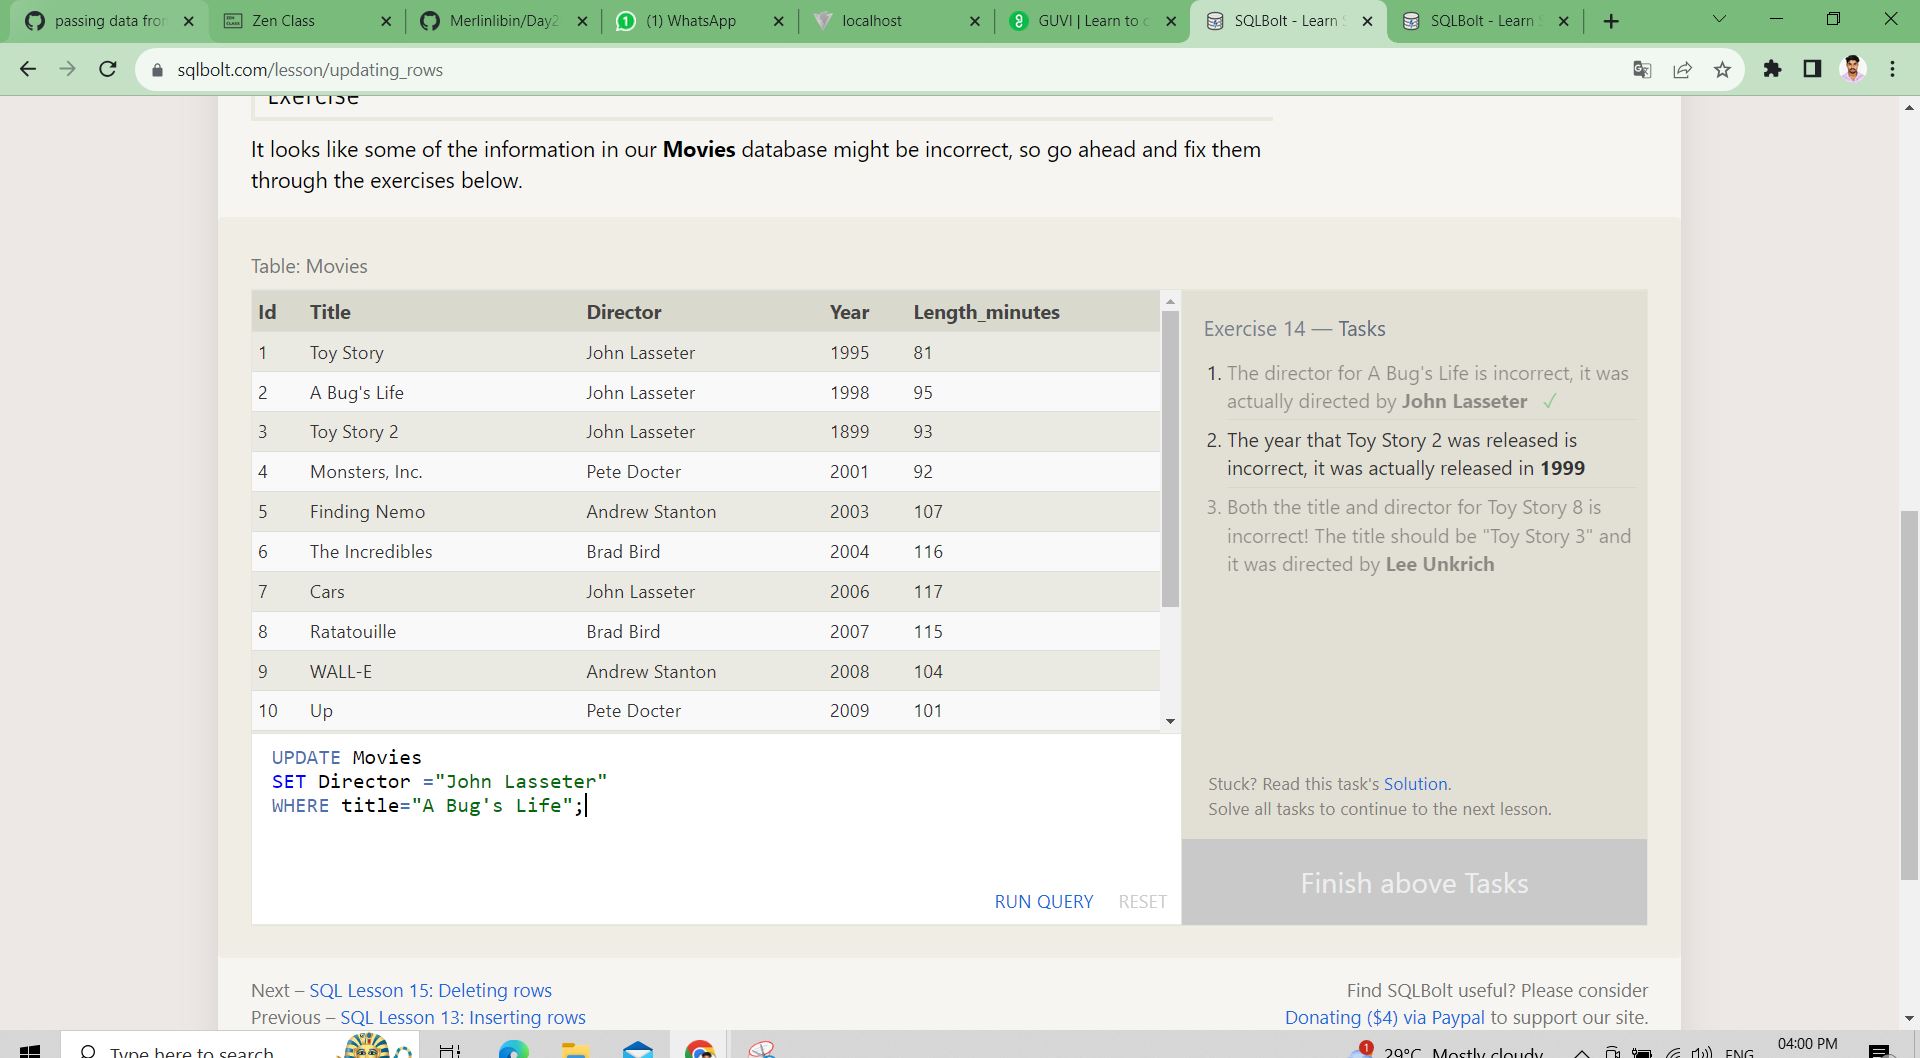 passing data from
Zen Class
Merlinlibin/Day2
(1) WhatsApp
localhost
GUVI | Learn to c
SQLBolt - Learn S
SQLBolt - Learn S
sqlbolt.com/lesson/updating_rows
Exercise
It looks like some of the information in our Movies database might be incorrect, so go ahead and fix them
through the exercises below.
Table: Movies
Id Title Director Year Length_minutes
1 Toy Story John Lasseter 1995 81
2 A Bug's Life John Lasseter 1998 95
3 Toy Story 2 John Lasseter 1899 93
4 Monsters, Inc. Pete Docter 2001 92
5 Finding Nemo Andrew Stanton 2003 107
6 The Incredibles Brad Bird 2004 116
7 Cars John Lasseter 2006 117
8 Ratatouille Brad Bird 2007 115
9 WALL-E Andrew Stanton 2008 104
10 Up Pete Docter 2009 101
Exercise 14 — Tasks
1. The director for A Bug's Life is incorrect, it was
actually directed by John Lasseter ✓
2. The year that Toy Story 2 was released is
incorrect, it was actually released in 1999
3. Both the title and director for Toy Story 8 is
incorrect! The title should be "Toy Story 3" and
it was directed by Lee Unkrich
Stuck? Read this task's Solution.
Solve all tasks to continue to the next lesson.
Finish above Tasks
UPDATE Movies
SET Director ="John Lasseter"
WHERE title="A Bug's Life";
RUN QUERY RESET
Next – SQL Lesson 15: Deleting rows
Previous – SQL Lesson 13: Inserting rows
Find SQLBolt useful? Please consider
Donating ($4) via Paypal to support our site.
Type here to search
1
29°C Mostly cloudy
ENG
04:00 PM